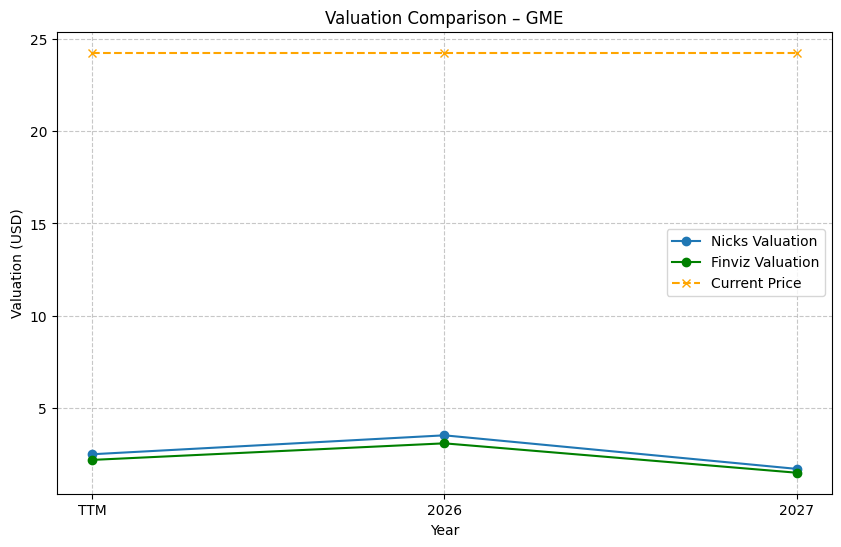 Valuation Comparison – GME
Valuation (USD)
25
20
15
10
5
Nicks Valuation
Finviz Valuation
Current Price
TTM
2026
2027
Year